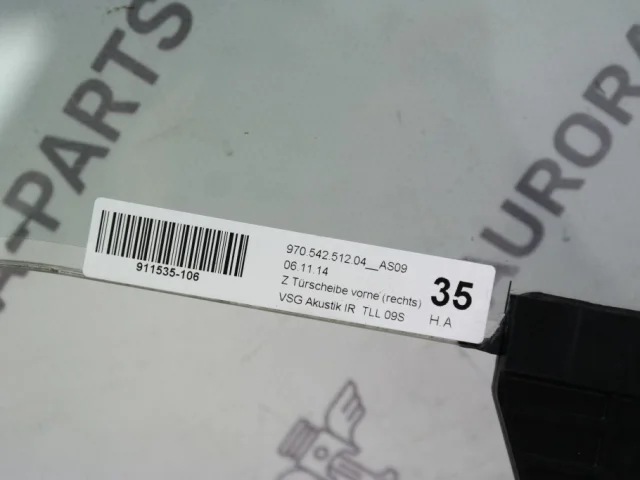 -PARTS
AURORA
911535-106
970.542.512.04__AS09
06.11.14
Z Türscheibe vorne (rechts)
VSG Akustik IR TLL 09S
35
H.A